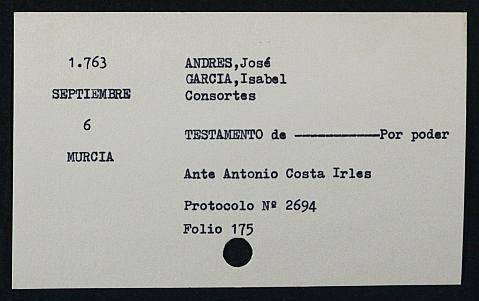 1.763
SEPTIEMBRE
6
MURCIA
ANDRES,José
GARCIA,Isabel
Consortes
TESTAMENTO de ——————Por poder
Ante Antonio Costa Irles
Protocolo Nº 2694
Folio 175